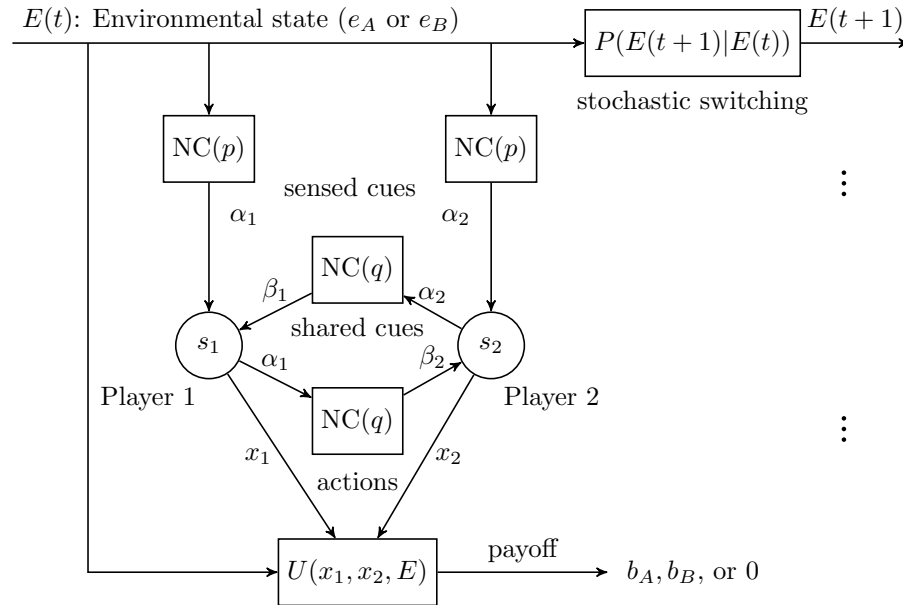 E(t): Environmental state (e_A or e_B)
E(t + 1)
P(E(t + 1)|E(t))
stochastic switching
NC(p)
NC(p)
sensed cues
α_1
α_2
⋮
NC(q)
β_1
α_2
shared cues
s_1
s_2
α_1
β_2
Player 1
Player 2
NC(q)
⋮
x_1
x_2
actions
U(x_1, x_2, E)
payoff
b_A, b_B, or 0